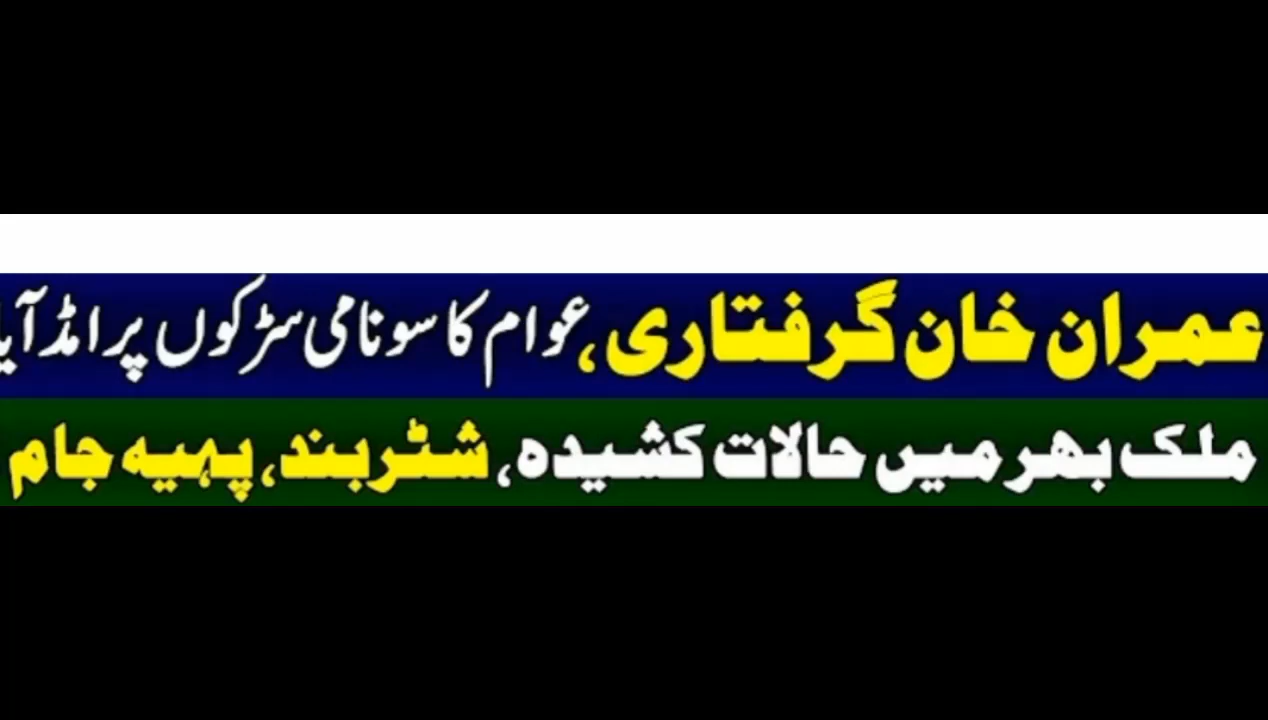 عمران خان گرفتاری، عوام کا سونامی سڑکوں پر امڈ آیا
ملک بھر میں حالات کشیدہ، شٹر بند، پہیہ جام